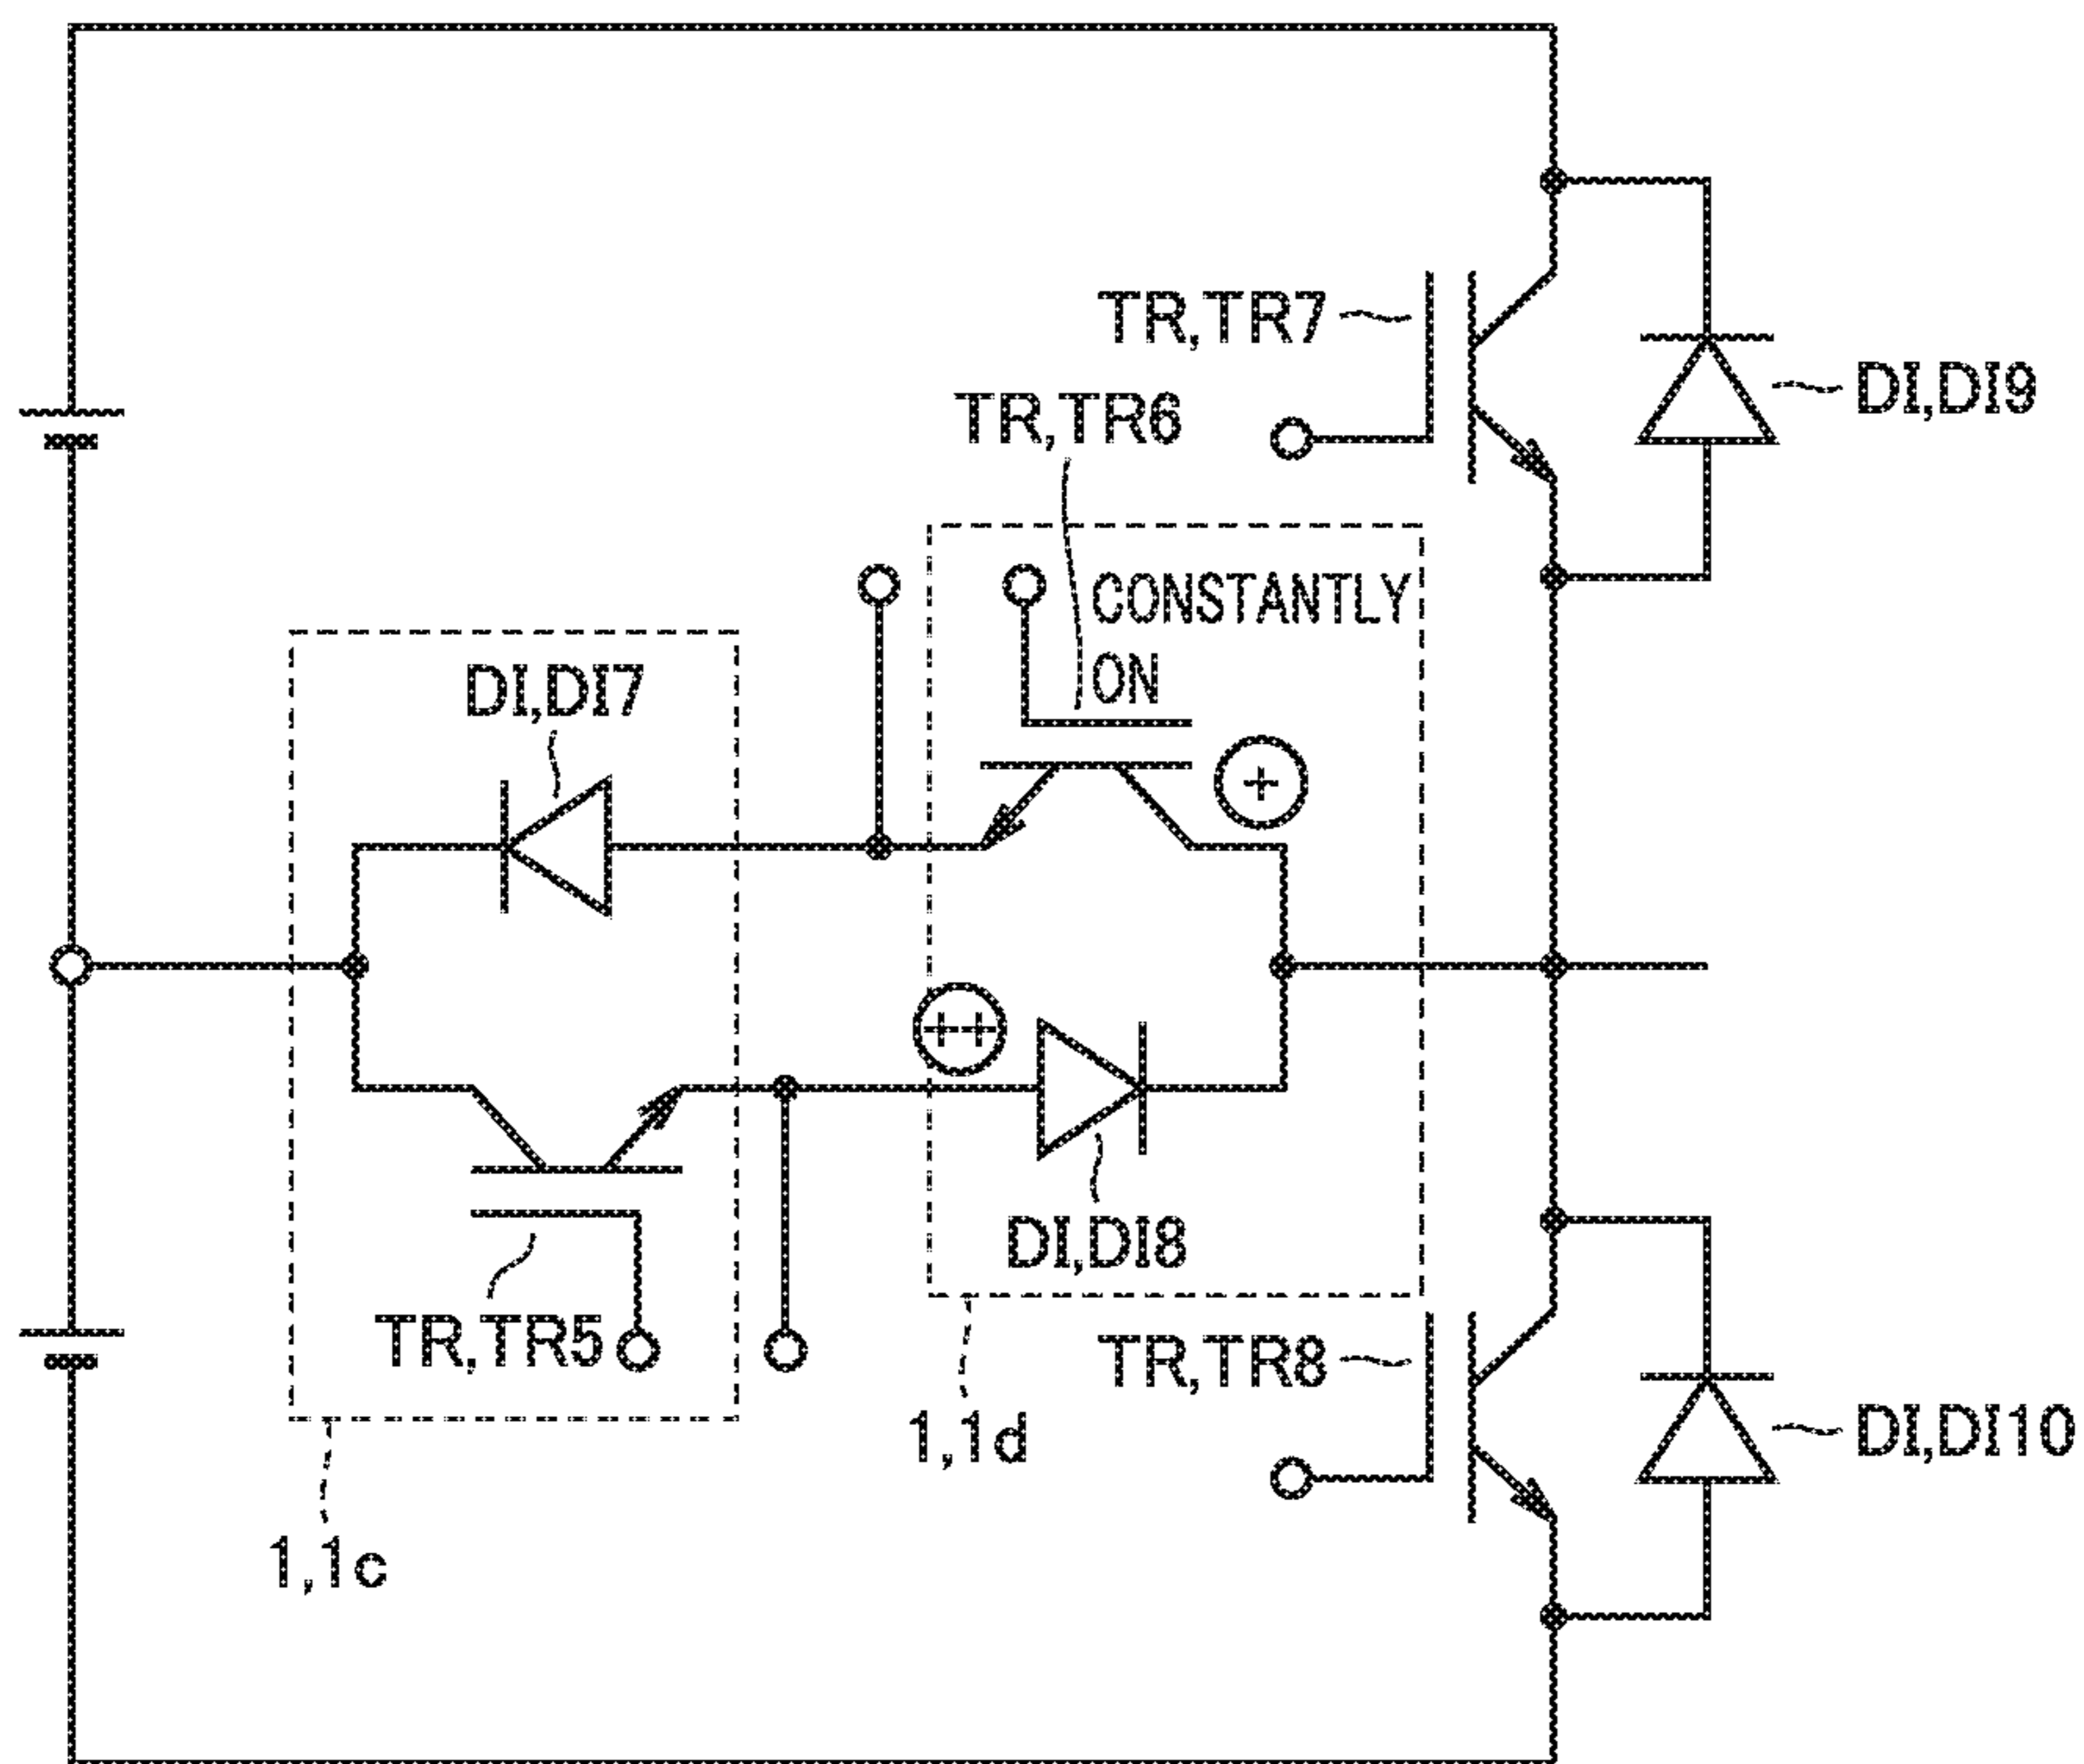 TR,TR7
DI,DI9
TR,TR6
CONSTANTLY
ON
DI,DI7
+
++
DI,DI8
TR,TR5
TR,TR8
1,1d
DI,DI10
1,1c